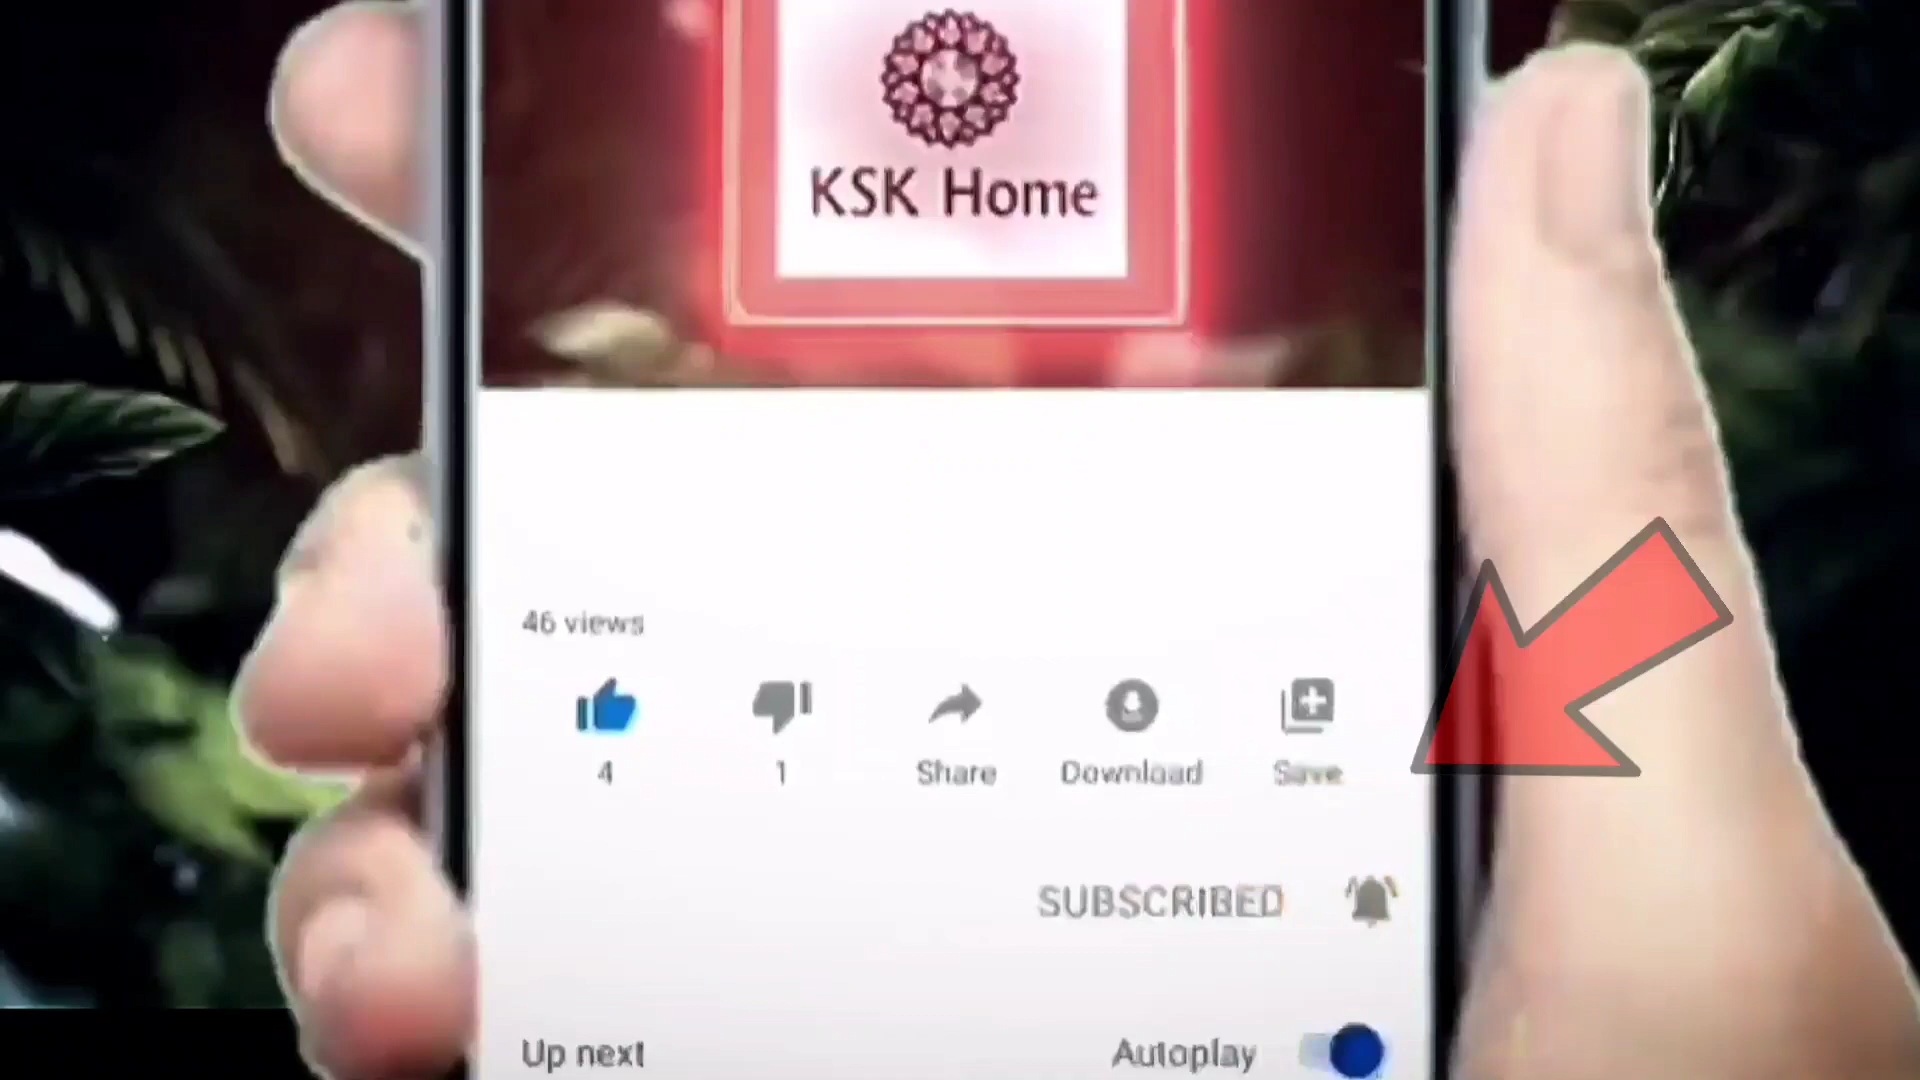 KSK Home
46 views
4
1
Share
Download
Save
SUBSCRIBED
Up next
Autoplay